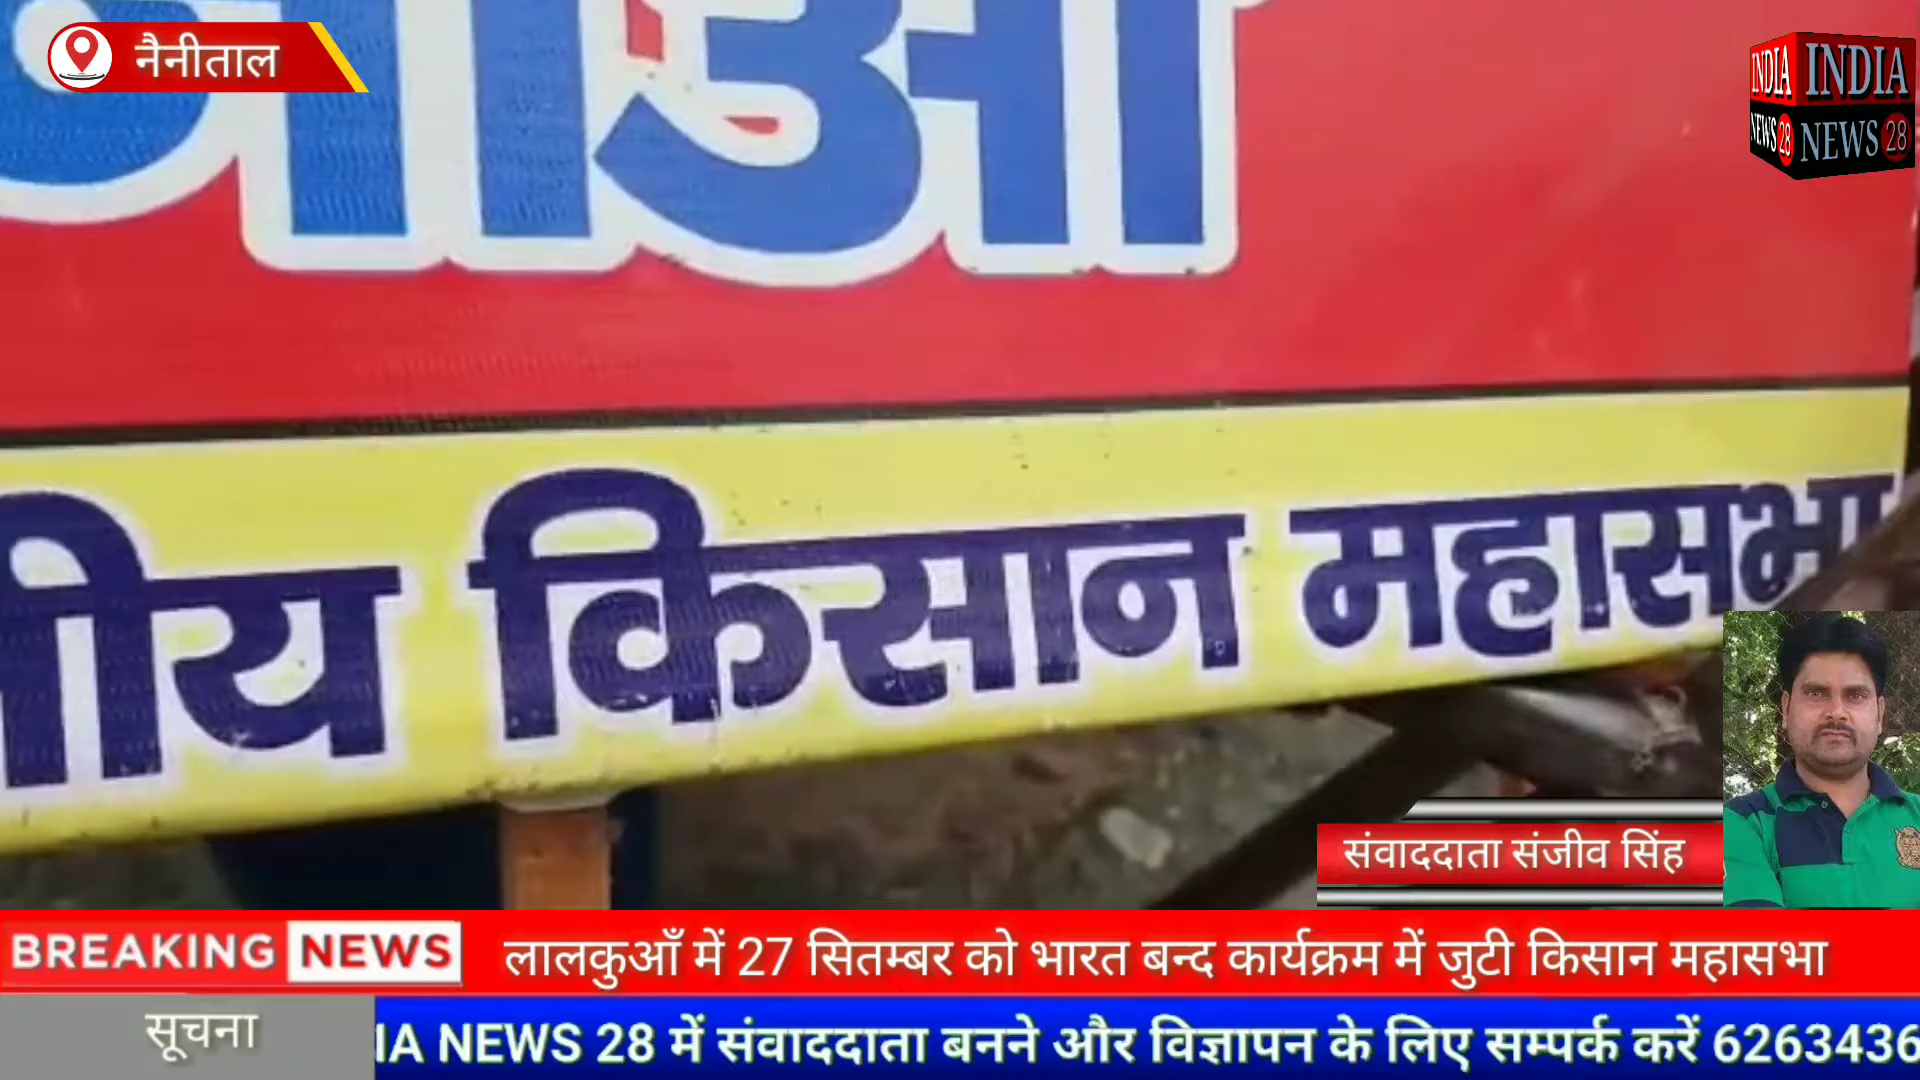 नैनीताल
INDIA INDIA
NEWS 28 NEWS 28
किसान महासभा
संवाददाता संजीव सिंह
BREAKING NEWS लालकुआँ में 27 सितम्बर को भारत बन्द कार्यक्रम में जुटी किसान महासभा
सूचना IA NEWS 28 में संवाददाता बनने और विज्ञापन के लिए सम्पर्क करें 6263436